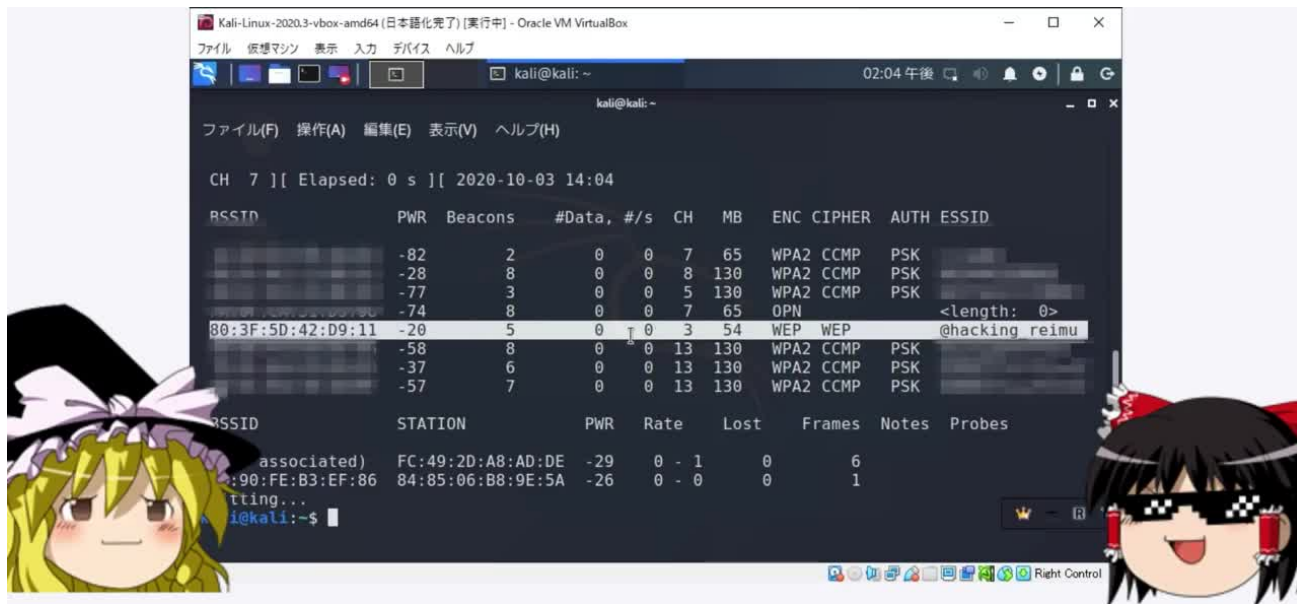 Kali-Linux-2020.3-vbox-amd64 (日本語化完了) [実行中] - Oracle VM VirtualBox
ファイル 仮想マシン 表示 入力 デバイス ヘルプ
kali@kali: ~ 02:04 午後
kali@kali: ~
ファイル(F) 操作(A) 編集(E) 表示(V) ヘルプ(H)
CH 7 ][ Elapsed: 0 s ][ 2020-10-03 14:04
BSSID PWR Beacons #Data, #/s CH MB ENC CIPHER AUTH ESSID
-82 2 0 0 7 65 WPA2 CCMP PSK
-28 8 0 0 8 130 WPA2 CCMP PSK
-77 3 0 0 5 130 WPA2 CCMP PSK
-74 8 0 0 7 65 OPN <length: 0>
80:3F:5D:42:D9:11 -20 5 0 0 3 54 WEP WEP @hacking_reimu
-58 8 0 0 13 130 WPA2 CCMP PSK
-37 6 0 0 13 130 WPA2 CCMP PSK
-57 7 0 0 13 130 WPA2 CCMP PSK
BSSID STATION PWR Rate Lost Frames Notes Probes
associated) FC:49:2D:A8:AD:DE -29 0 - 1 0 6
:90:FE:B3:EF:86 84:85:06:B8:9E:5A -26 0 - 0 0 1
tting...
i@kali:~$
R
Right Control